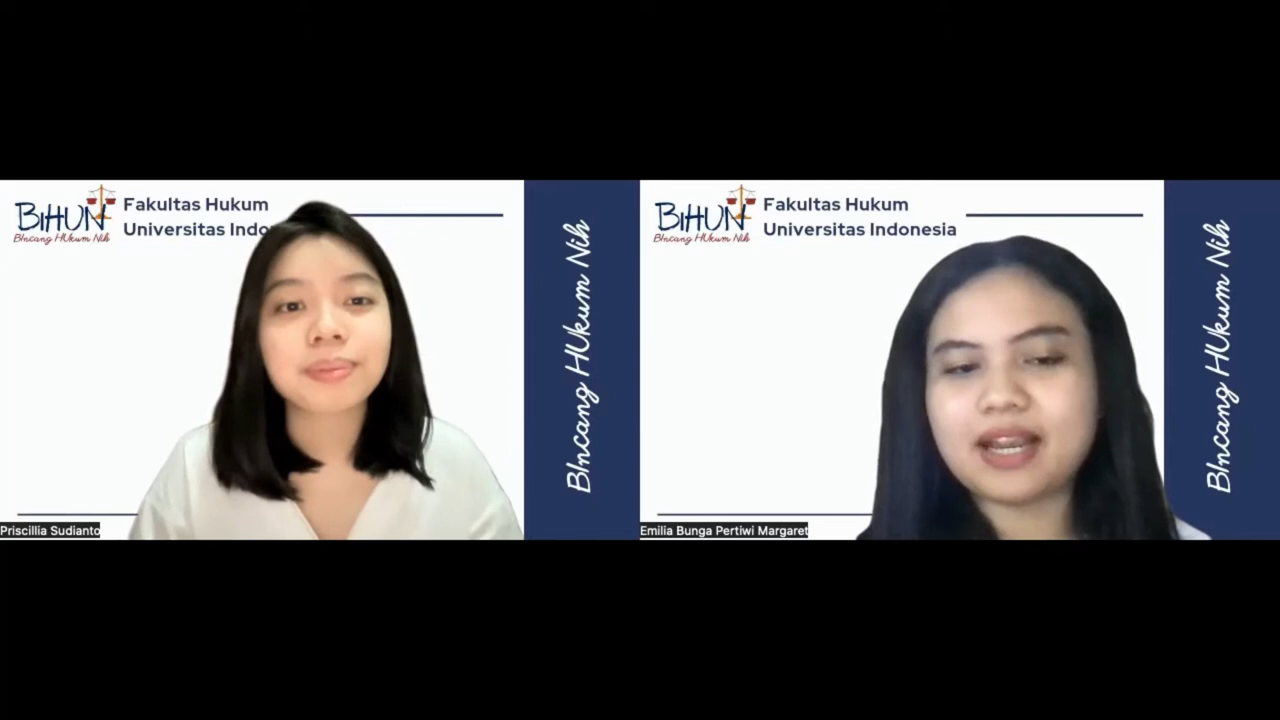 BIHUN
BIncang HUkum Nih
Fakultas Hukum
Universitas Indo
BIncang HUkum Nih
Priscillia Sudianto
BIHUN
BIncang HUkum Nih
Fakultas Hukum
Universitas Indonesia
BIncang HUkum Nih
Emilia Bunga Pertiwi Margaret